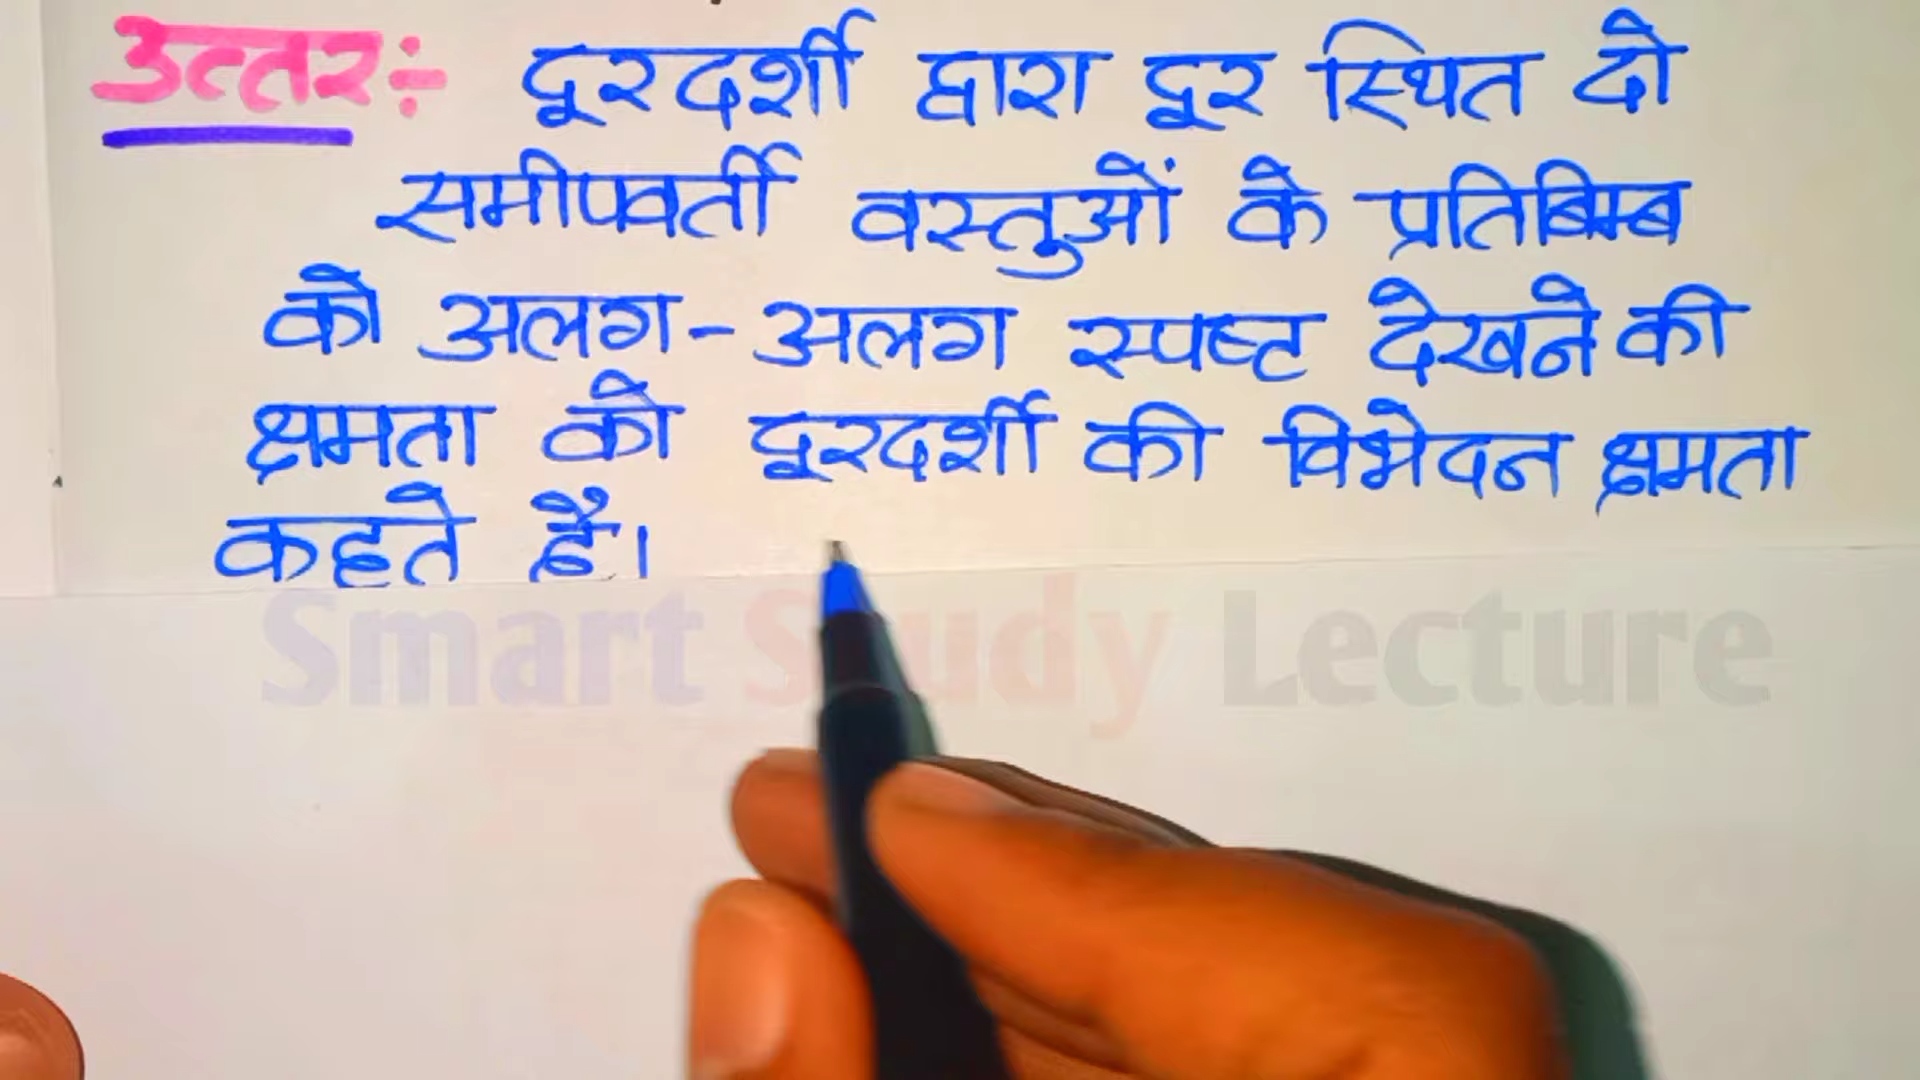 उत्तर:-  दूरदर्शी द्वारा दूर स्थित दो
समीपवर्ती वस्तुओं के प्रतिबिम्ब
को अलग-अलग स्पष्ट देखने की
क्षमता को दूरदर्शी की विभेदन क्षमता
कहते है।
Smart Study Lecture